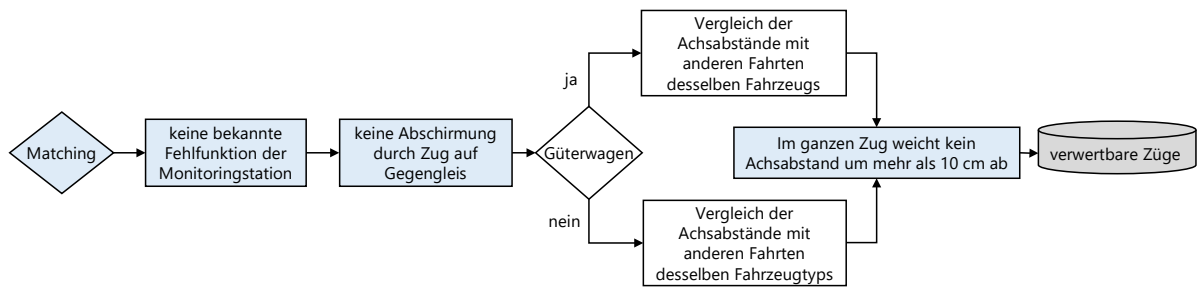 Matching
keine bekannte
Fehlfunktion der
Monitoringstation
keine Abschirmung
durch Zug auf
Gegengleis
Güterwagen
ja
Vergleich der
Achsabstände mit
anderen Fahrten
desselben Fahrzeugs
nein
Vergleich der
Achsabstände mit
anderen Fahrten
desselben Fahrzeugtyps
Im ganzen Zug weicht kein
Achsabstand um mehr als 10 cm ab
verwertbare Züge